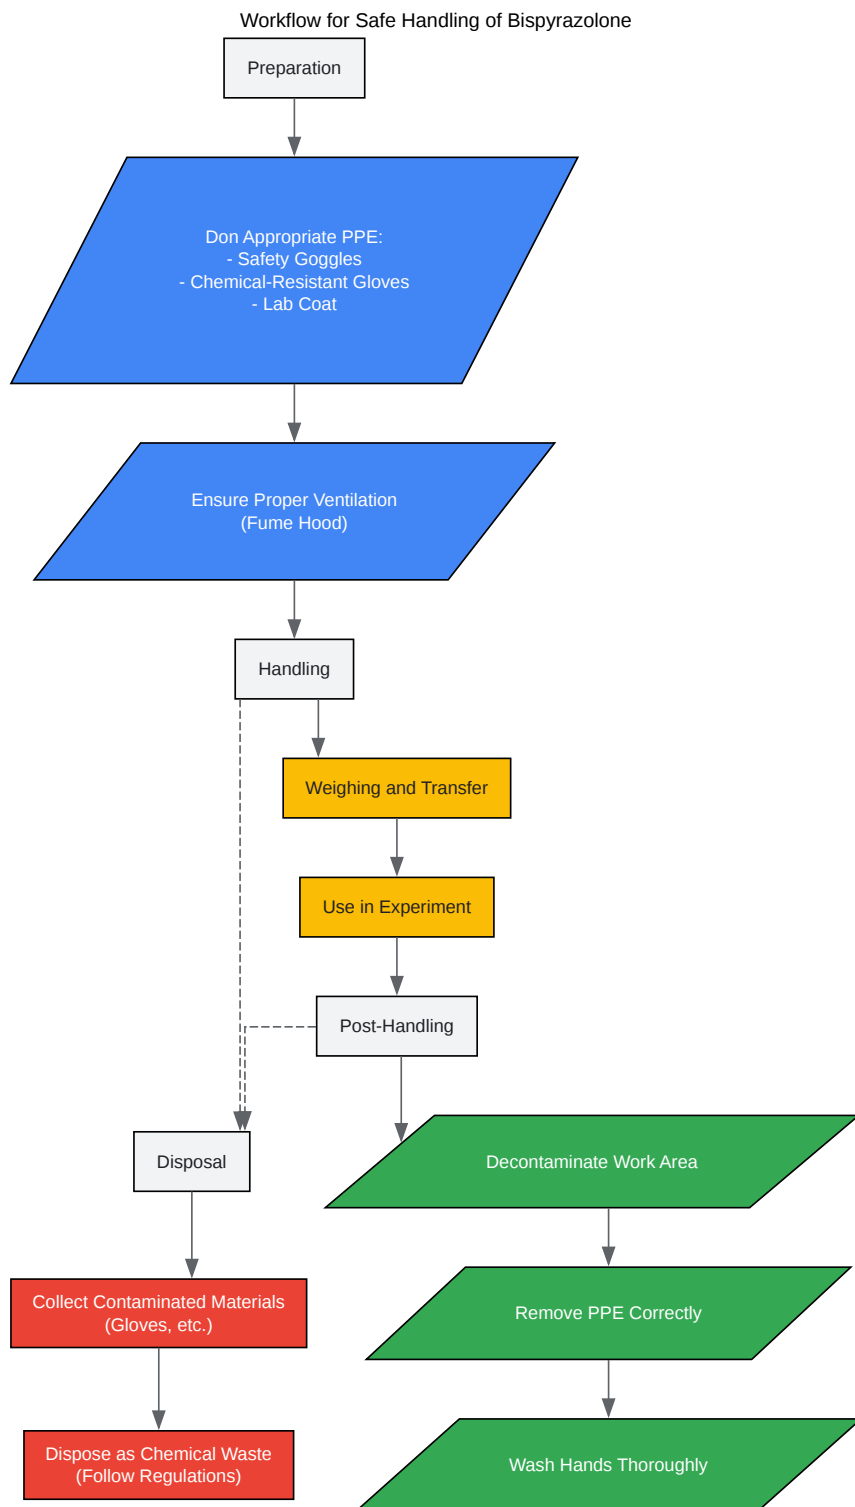 Workflow for Safe Handling of Bispyrazolone
Preparation
Don Appropriate PPE:
- Safety Goggles
- Chemical-Resistant Gloves
- Lab Coat
Ensure Proper Ventilation
(Fume Hood)
Handling
Weighing and Transfer
Use in Experiment
Post-Handling
Disposal
Decontaminate Work Area
Collect Contaminated Materials
(Gloves, etc.)
Remove PPE Correctly
Dispose as Chemical Waste
(Follow Regulations)
Wash Hands Thoroughly